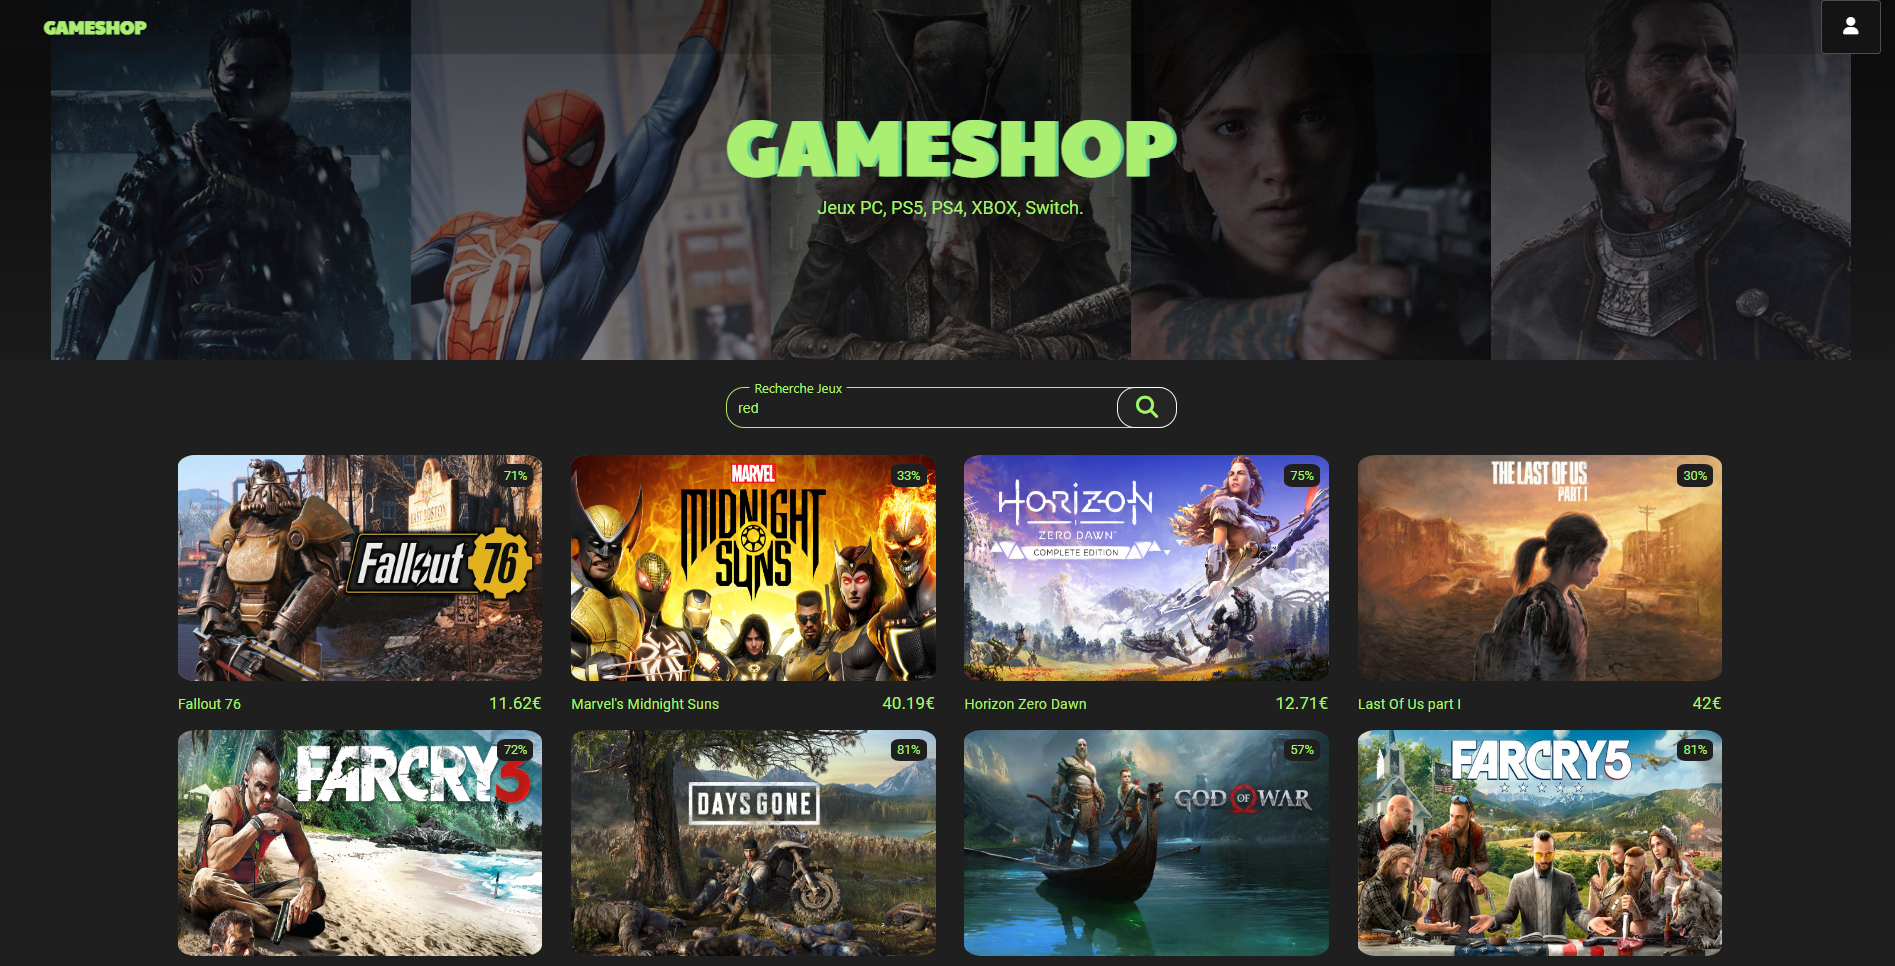 GAMESHOP
GAMESHOP
Jeux PC, PS5, PS4, XBOX, Switch.
Recherche Jeux
red
71%
EAST BOSTON
Fallout 76
33%
MARVEL
MIDNIGHT
SUNS
75%
HORIZON
ZERO DAWN
COMPLETE EDITION
30%
THE LAST OF US
PART I
Fallout 76 11.62€
Marvel's Midnight Suns 40.19€
Horizon Zero Dawn 12.71€
Last Of Us part I 42€
72%
FARCRY3
81%
DAYS GONE
57%
GOD OF WAR
81%
FARCRY5